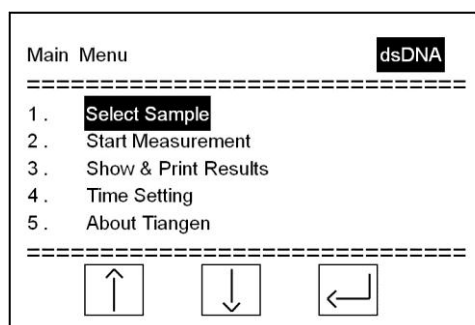 Main Menu dsDNA
==============================
1. Select Sample
2. Start Measurement
3. Show & Print Results
4. Time Setting
5. About Tiangen
==============================
↑ ↓ ↵